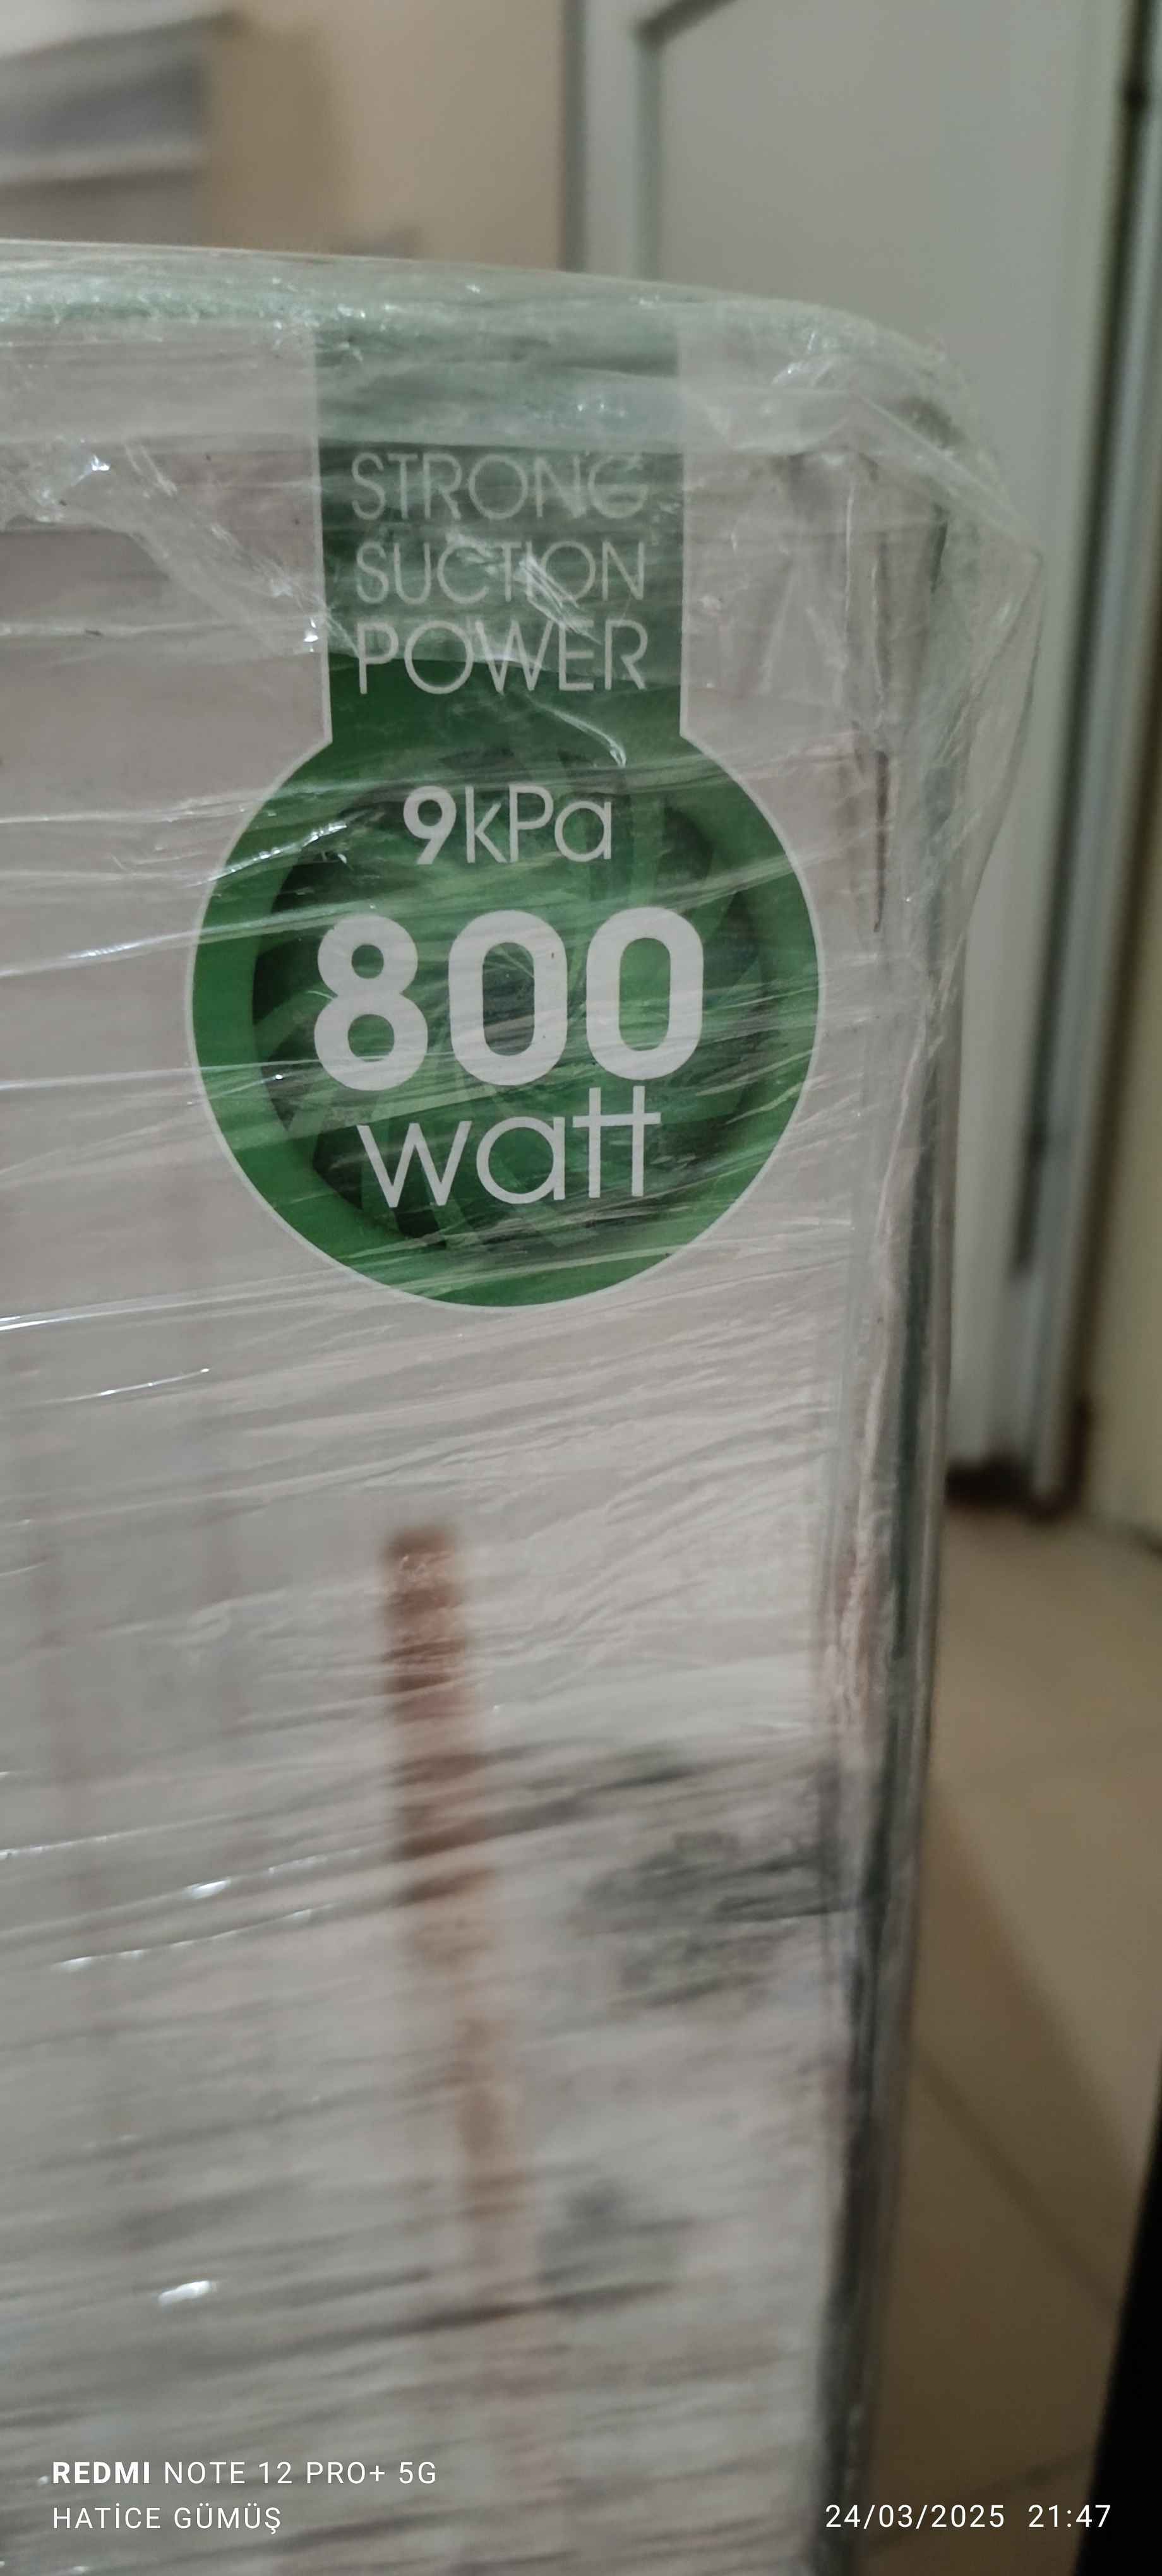 STRONG
SUCTION
POWER
9kPa
800
watt
REDMI NOTE 12 PRO+ 5G
HATİCE GÜMÜŞ
24/03/2025 21:47